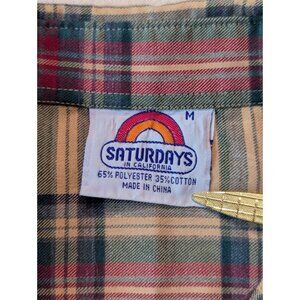 M
SATURDAYS
IN CALIFORNIA
65% POLYESTER 35% COTTON
MADE IN CHINA